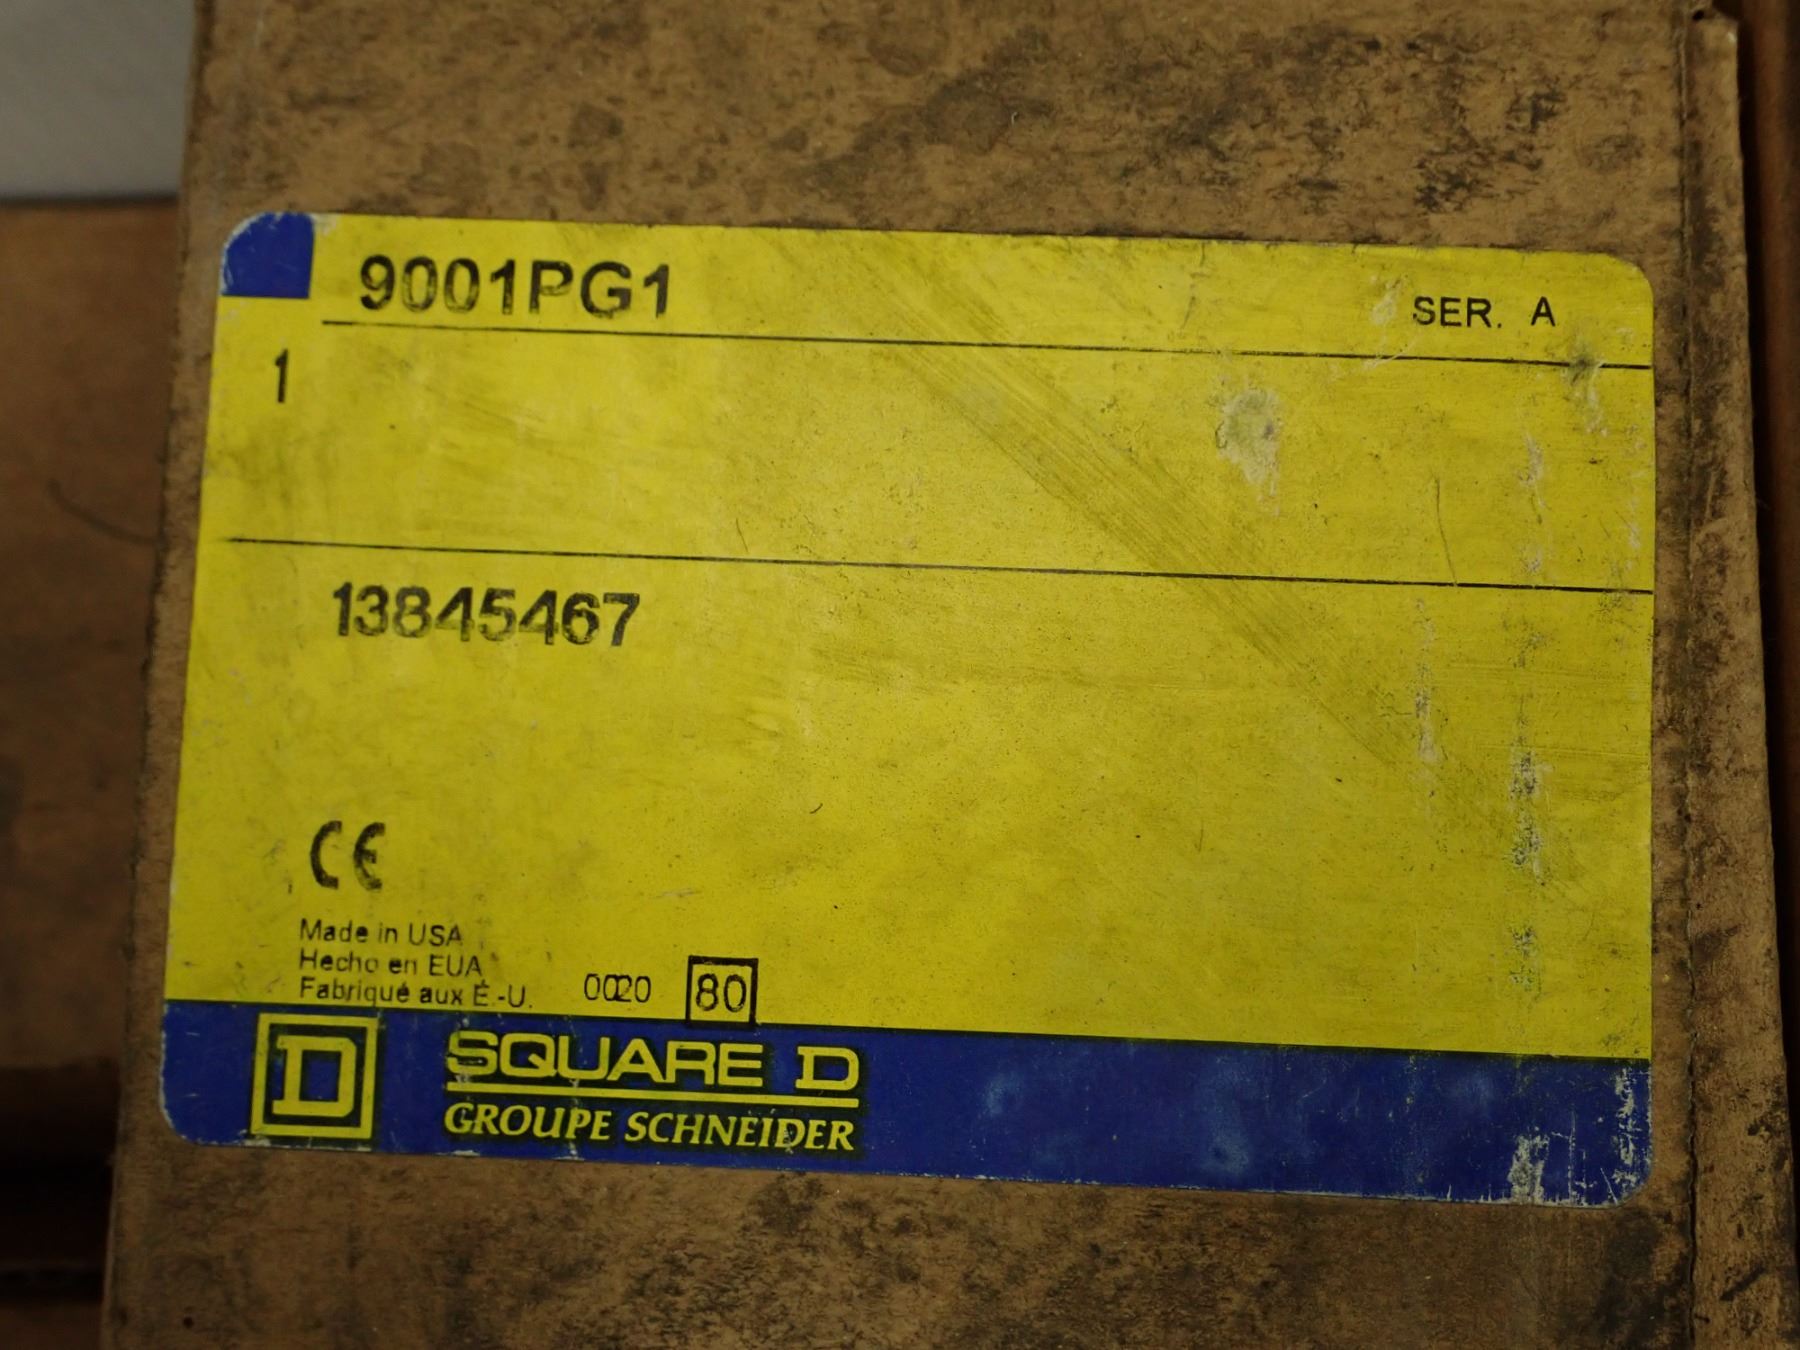 9001PG1 SER. A
1
13845467
CE
Made in USA
Hecho en EUA
Fabriqué aux É.-U. 0020 80
D SQUARE D
GROUPE SCHNEIDER